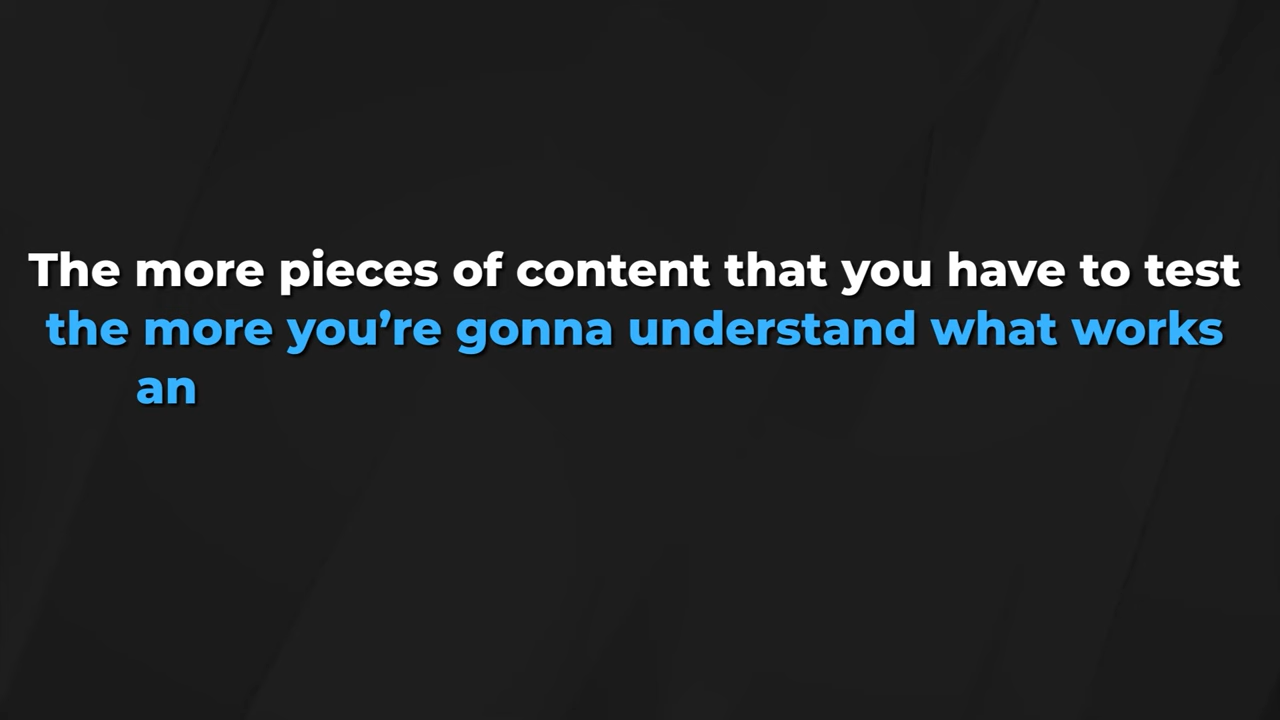 The more pieces of content that you have to test
the more you’re gonna understand what works
an